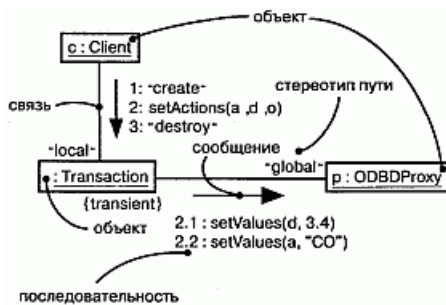 объект
c : Client
1: "create"
2: setActions(a ,d ,o)
3: "destroy"
стереотип пути
связь
сообщение
"local"
"global"
: Transaction
p : ODBDProxy
{transient}
объект
2.1 : setValues(d, 3.4)
2.2 : setValues(a, "CO")
последовательность